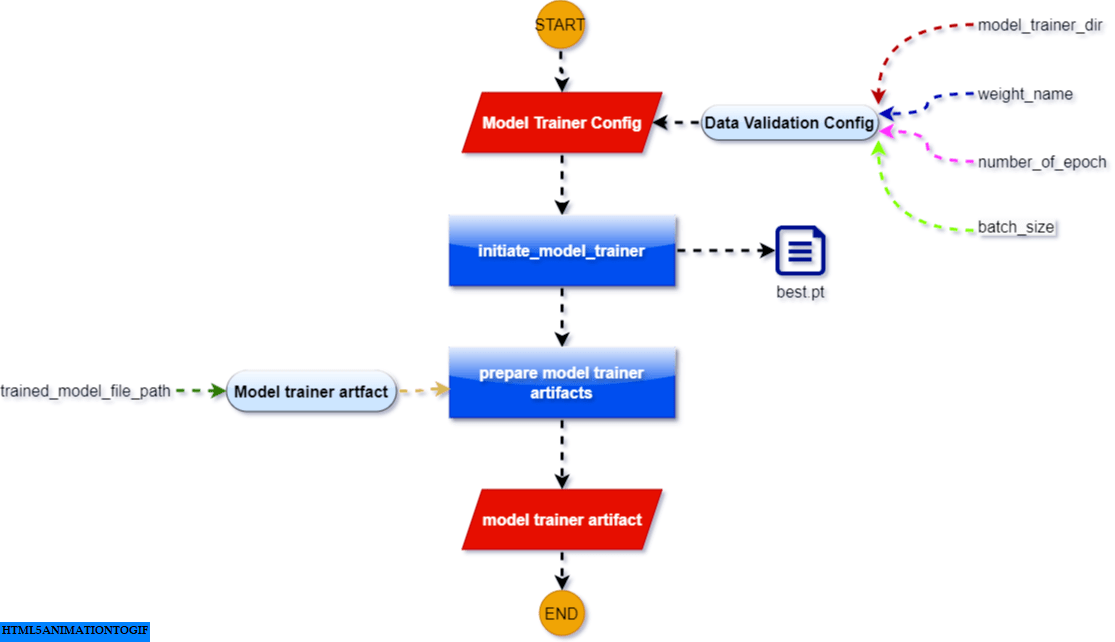 START
model_trainer_dir
Model Trainer Config
Data Validation Config
weight_name
number_of_epoch
batch_size
initiate_model_trainer
best.pt
trained_model_file_path
Model trainer artfact
prepare model trainer
artifacts
model trainer artifact
END
HTML5ANIMATIONTOGIF